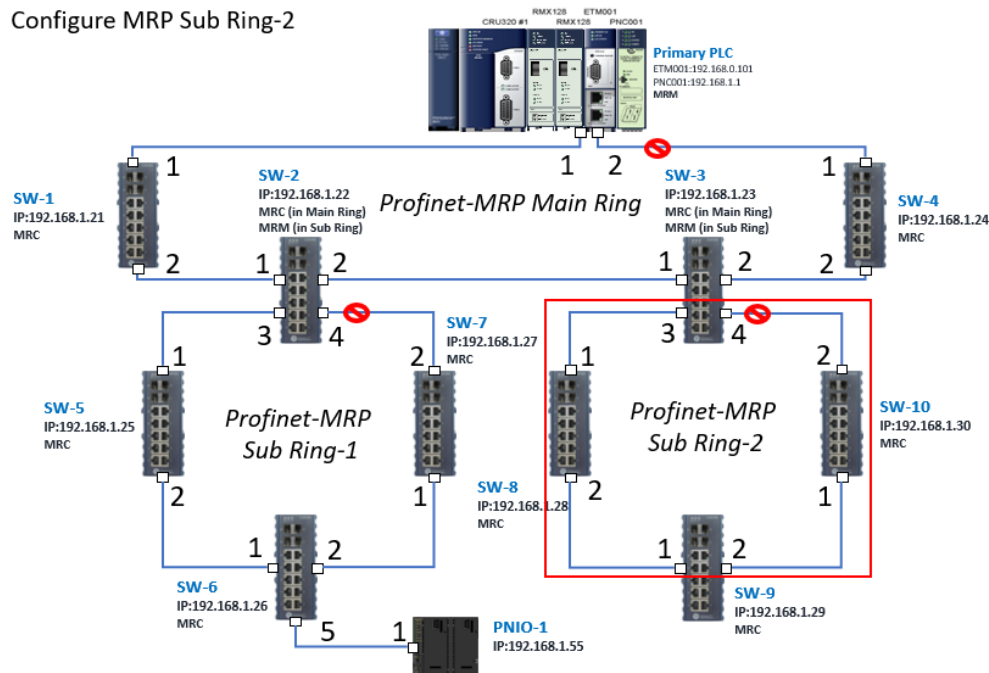 Configure MRP Sub Ring-2
CRU320 #1
RMX128
RMX128
ETM001
PNC001
Primary PLC
ETM001:192.168.0.101
PNC001:192.168.1.1
MRM
1
2
1
1
SW-1
IP:192.168.1.21
MRC
2
SW-2
IP:192.168.1.22
MRC (in Main Ring)
MRM (in Sub Ring)
Profinet-MRP Main Ring
SW-3
IP:192.168.1.23
MRC (in Main Ring)
MRM (in Sub Ring)
SW-4
IP:192.168.1.24
MRC
2
1
2
1
2
3
4
3
4
SW-7
IP:192.168.1.27
MRC
1
2
1
2
SW-5
IP:192.168.1.25
MRC
Profinet-MRP
Sub Ring-1
Profinet-MRP
Sub Ring-2
SW-10
IP:192.168.1.30
MRC
2
1
SW-8
IP:192.168.1.28
MRC
2
1
1
2
1
2
SW-6
IP:192.168.1.26
MRC
SW-9
IP:192.168.1.29
MRC
5
1
PNIO-1
IP:192.168.1.55